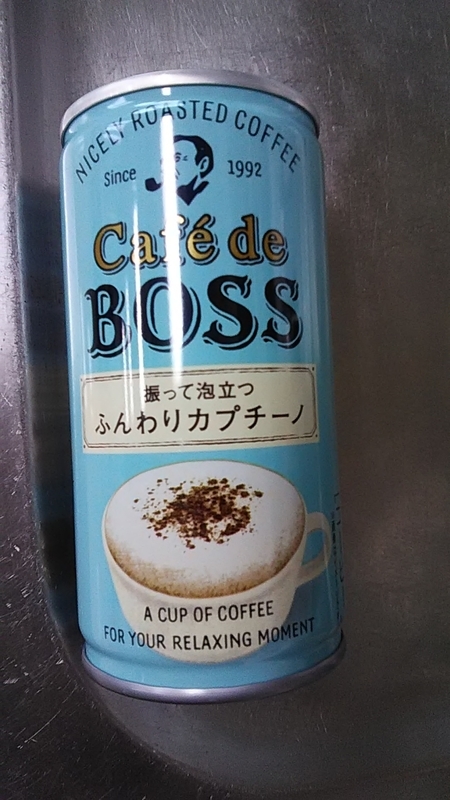 NICELY ROASTED COFFEE
Since 1992
Café de
BOSS
振って泡立つ
ふんわりカプチーノ
A CUP OF COFFEE
FOR YOUR RELAXING MOMENT